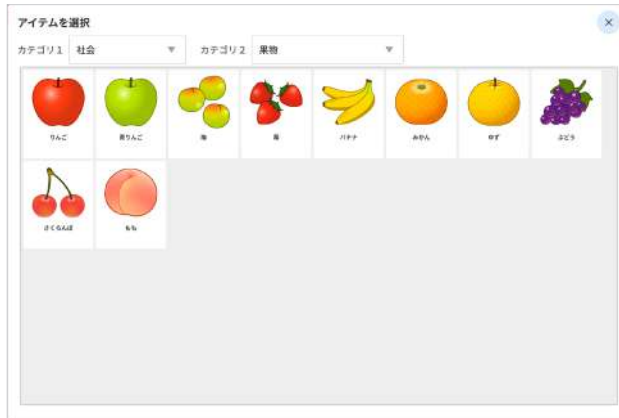 アイテムを選択
カテゴリ1 社会 カテゴリ2 果物
りんご 青りんご 梅 苺 バナナ みかん ゆず ぶどう
さくらんぼ もも